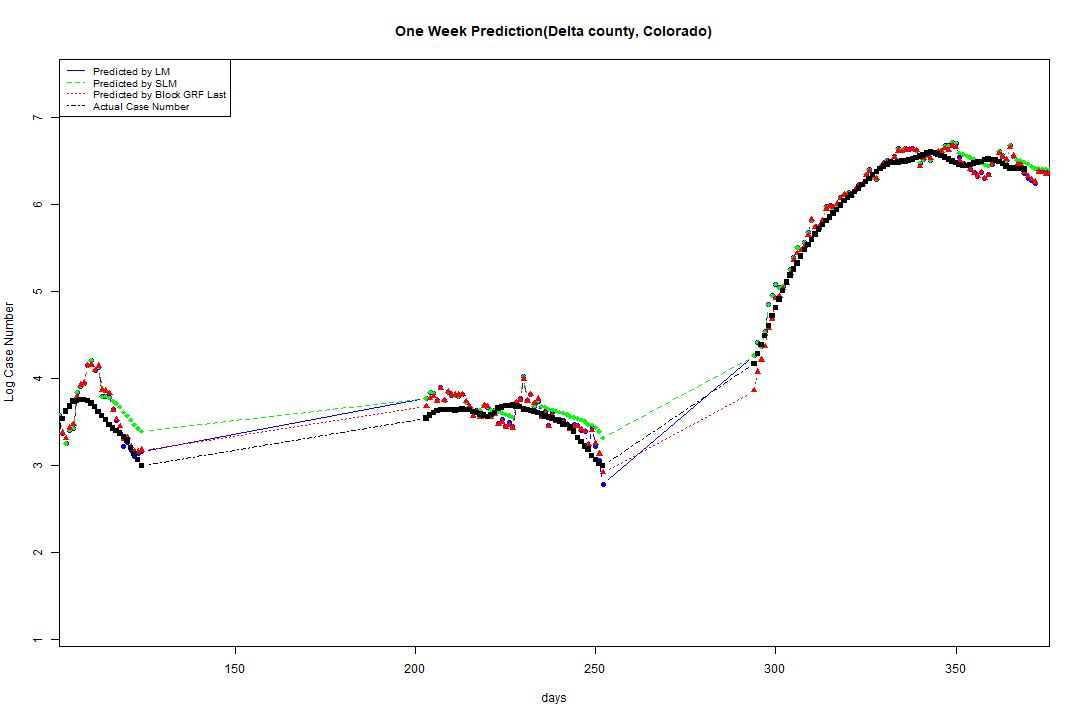 One Week Prediction(Delta county, Colorado)
Predicted by LM
Predicted by SLM
Predicted by Block GRF Last
Actual Case Number
7
6
5
4
3
2
1
Log Case Number
150 200 250 300 350
days